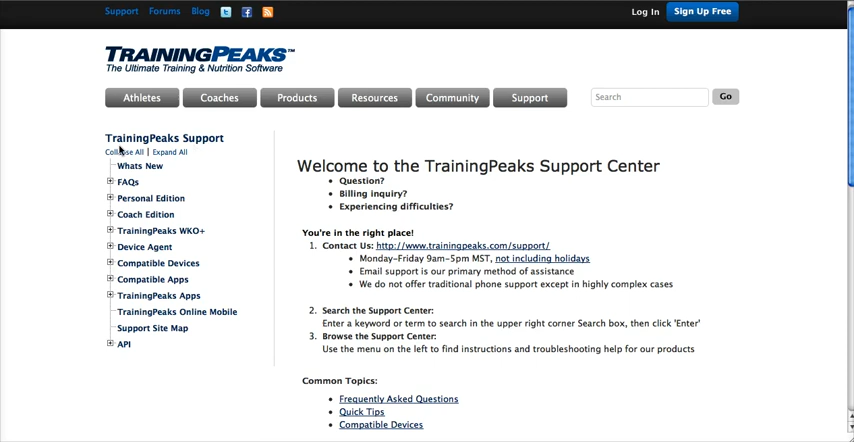 Support Forums Blog
Log In Sign Up Free
TRAININGPEAKS™
The Ultimate Training & Nutrition Software
Athletes Coaches Products Resources Community Support Search Go
TrainingPeaks Support
Collapse All | Expand All
Whats New
FAQs
Personal Edition
Coach Edition
TrainingPeaks WKO+
Device Agent
Compatible Devices
Compatible Apps
TrainingPeaks Apps
TrainingPeaks Online Mobile
Support Site Map
API
Welcome to the TrainingPeaks Support Center
• Question?
• Billing inquiry?
• Experiencing difficulties?
You're in the right place!
1. Contact Us: http://www.trainingpeaks.com/support/
• Monday-Friday 9am-5pm MST, not including holidays
• Email support is our primary method of assistance
• We do not offer traditional phone support except in highly complex cases
2. Search the Support Center:
Enter a keyword or term to search in the upper right corner Search box, then click 'Enter'
3. Browse the Support Center:
Use the menu on the left to find instructions and troubleshooting help for our products
Common Topics:
• Frequently Asked Questions
• Quick Tips
• Compatible Devices